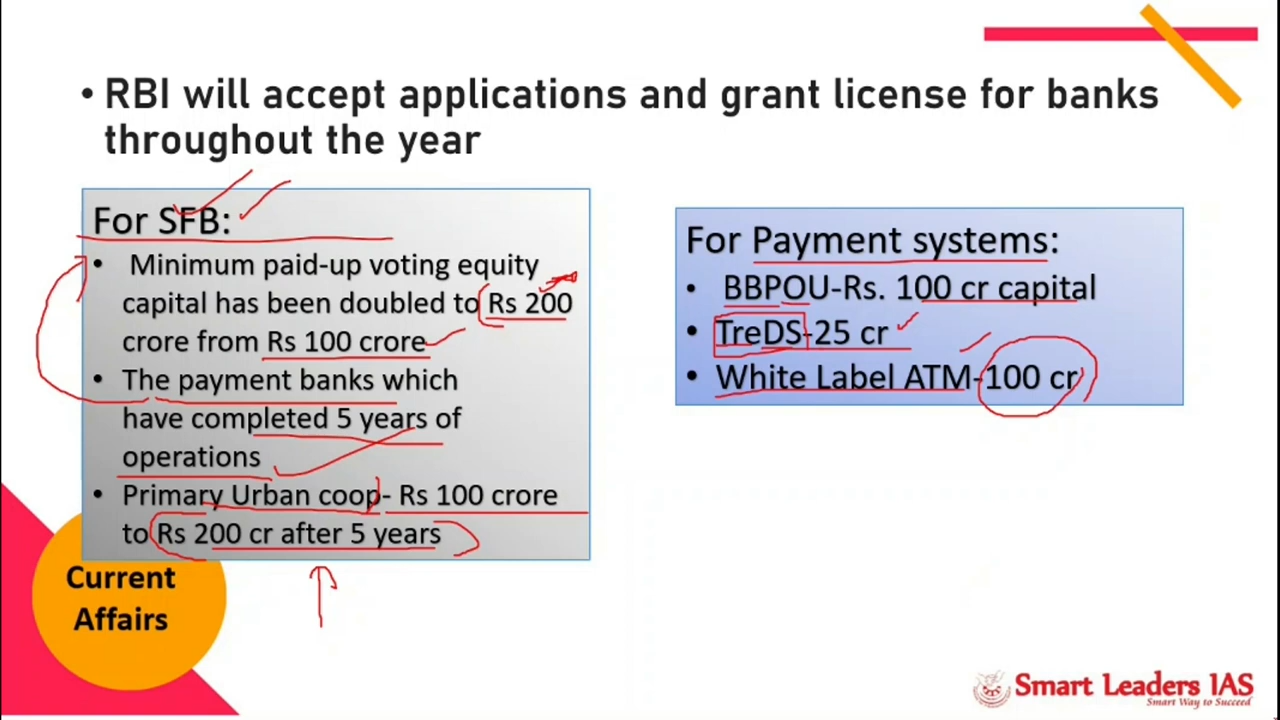 • RBI will accept applications and grant license for banks
throughout the year
For SFB:
• Minimum paid-up voting equity
capital has been doubled to Rs 200
crore from Rs 100 crore
• The payment banks which
have completed 5 years of
operations
• Primary Urban coop- Rs 100 crore
to Rs 200 cr after 5 years
For Payment systems:
• BBPOU-Rs. 100 cr capital
• TreDS-25 cr
• White Label ATM-100 cr
Current
Affairs
Smart Leaders IAS
Smart Way to Succeed